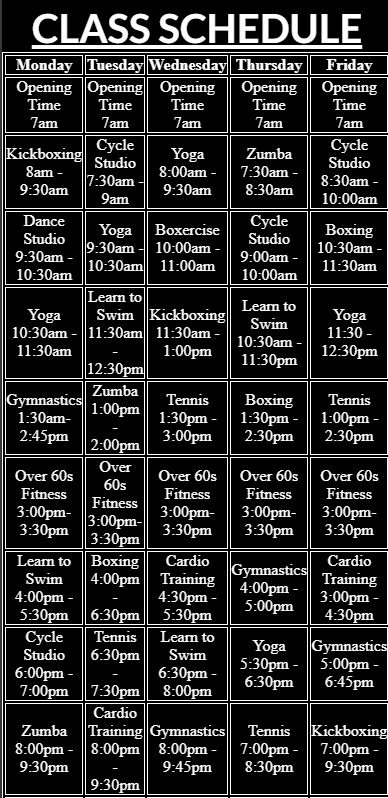 CLASS SCHEDULE
Monday
Tuesday
Wednesday
Thursday
Friday
Opening
Time
7am
Opening
Time
7am
Opening
Time
7am
Opening
Time
7am
Opening
Time
7am
Kickboxing
8am -
9:30am
Cycle
Studio
7:30am -
9am
Yoga
8:00am -
9:30am
Zumba
7:30am -
8:30am
Cycle
Studio
8:30am -
10:00am
Dance
Studio
9:30am -
10:30am
Yoga
9:30am -
10:30am
Boxercise
10:00am -
11:00am
Cycle
Studio
9:00am -
10:00am
Boxing
10:30am -
11:30am
Yoga
10:30am -
11:30am
Learn to
Swim
11:30am
-
12:30pm
Kickboxing
11:30am -
1:00pm
Learn to
Swim
10:30am -
11:30pm
Yoga
11:30 -
12:30pm
Gymnastics
1:30am-
2:45pm
Zumba
1:00pm
-
2:00pm
Tennis
1:30pm -
3:00pm
Boxing
1:30pm -
2:30pm
Tennis
1:00pm -
2:30pm
Over 60s
Fitness
3:00pm-
3:30pm
Over
60s
Fitness
3:00pm-
3:30pm
Over 60s
Fitness
3:00pm-
3:30pm
Over 60s
Fitness
3:00pm-
3:30pm
Over 60s
Fitness
3:00pm-
3:30pm
Learn to
Swim
4:00pm -
5:30pm
Boxing
4:00pm
-
6:30pm
Cardio
Training
4:30pm -
5:30pm
Gymnastics
4:00pm -
5:00pm
Cardio
Training
3:00pm -
4:30pm
Cycle
Studio
6:00pm -
7:00pm
Tennis
6:30pm
-
7:30pm
Learn to
Swim
6:30pm -
8:00pm
Yoga
5:30pm -
6:30pm
Gymnastics
5:00pm -
6:45pm
Zumba
8:00pm -
9:30pm
Cardio
Training
8:00pm
-
9:30pm
Gymnastics
8:00pm -
9:45pm
Tennis
7:00pm -
8:30pm
Kickboxing
7:00pm -
9:30pm